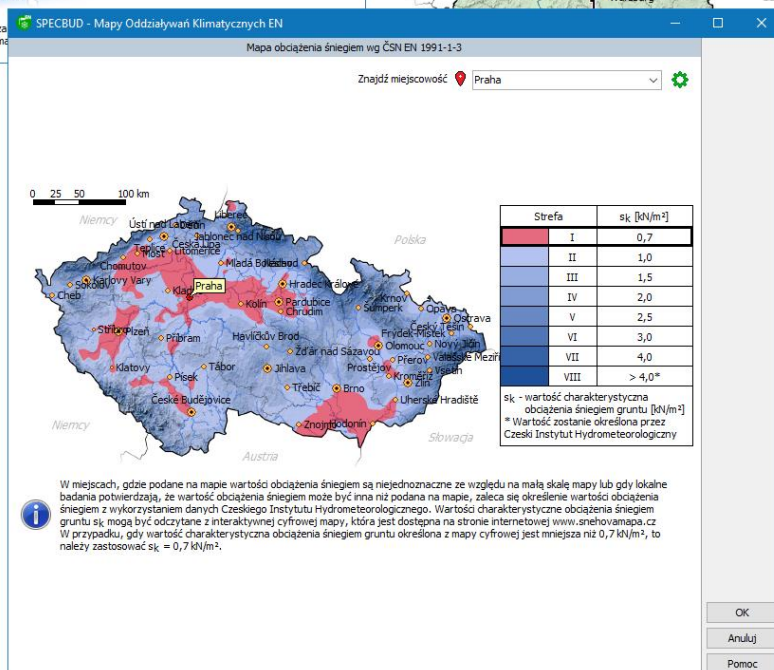 SPECBUD - Mapy Oddziaływań Klimatycznych EN
Mapa obciążenia śniegiem wg ČSN EN 1991-1-3
Znajdź miejscowość Praha
0 25 50 100 km
Niemcy
Polska
Liberec
Ústí nad Labem
Děčín
Jablonec nad Nisou
Teplice
Česká Lípa
Most
Litoměřice
Chomutov
Mladá Boleslav
Náchod
Karlovy Vary
Sokolov
Cheb
Praha
Hradec Králové
Kolín
Pardubice
Chrudim
Krnov
Šumperk
Opava
Ostrava
Český Těšín
Frýdek-Místek
Stříbro
Plzeň
Příbram
Havlíčkův Brod
Nový Jičín
Olomouc
Žďár nad Sázavou
Přerov
Valašské Meziří
Klatovy
Tábor
Jihlava
Prostějov
Kroměříž
Vsetín
Písek
Třebíč
Brno
Zlín
České Budějovice
Uherské Hradiště
Znojmo
Hodonín
Niemcy
Słowacja
Austria
Strefa sk [kN/m²]
I 0,7
II 1,0
III 1,5
IV 2,0
V 2,5
VI 3,0
VII 4,0
VIII > 4,0*
sk - wartość charakterystyczna
obciążenia śniegiem gruntu [kN/m²]
* Wartość zostanie określona przez
Czeski Instytut Hydrometeorologiczny
W miejscach, gdzie podane na mapie wartości obciążenia śniegiem są niejednoznaczne ze względu na małą skalę mapy lub gdy lokalne
badania potwierdzają, że wartość obciążenia śniegiem może być inna niż podana na mapie, zaleca się określenie wartości obciążenia
śniegiem z wykorzystaniem danych Czeskiego Instytutu Hydrometeorologicznego. Wartości charakterystyczne obciążenia śniegiem
gruntu sk mogą być odczytane z interaktywnej cyfrowej mapy, która jest dostępna na stronie internetowej www.snehovamapa.cz
W przypadku, gdy wartość charakterystyczna obciążenia śniegiem gruntu określona z mapy cyfrowej jest mniejsza niż 0,7 kN/m², to
należy zastosować sk = 0,7 kN/m².
OK
Anuluj
Pomoc